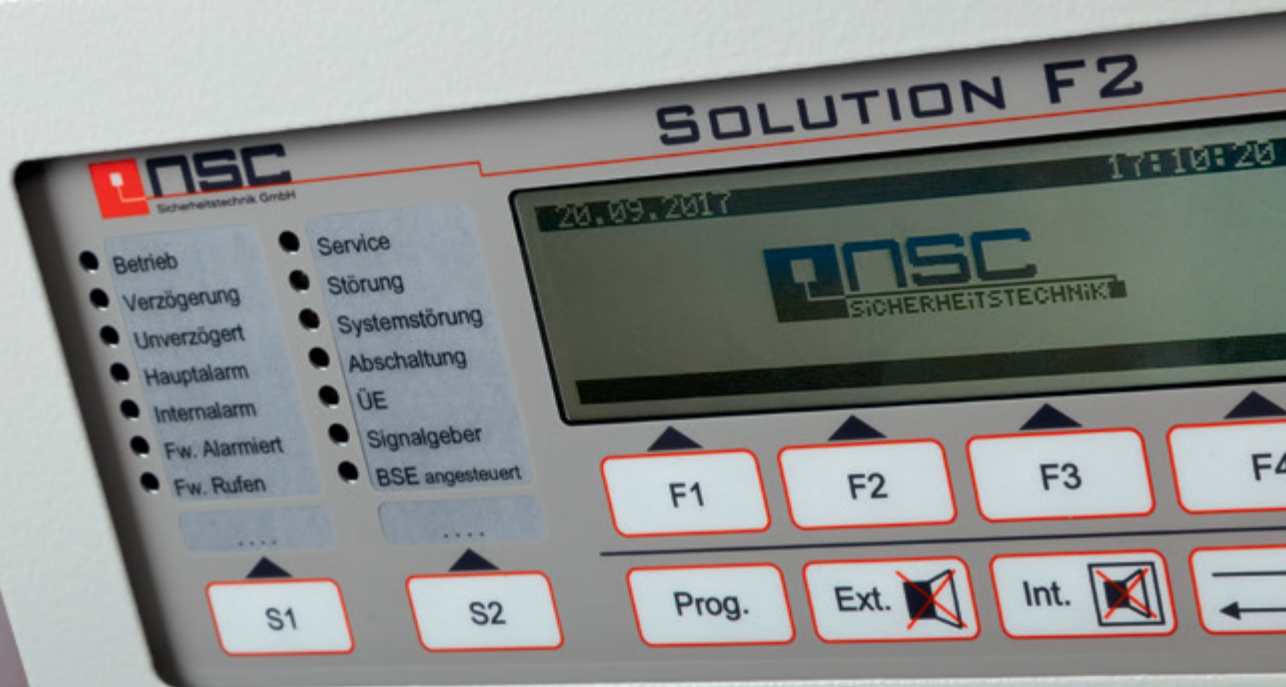 SOLUTION F2
nsc
Sicherheitstechnik GmbH
20.09.2017
17:10:20
nsc
SiCHERHEiTSTECHNiK
Betrieb
Verzögerung
Unverzögert
Hauptalarm
Internalarm
Fw. Alarmiert
Fw. Rufen
....
S1
Service
Störung
Systemstörung
Abschaltung
ÜE
Signalgeber
BSE angesteuert
....
S2
F1
F2
F3
F4
Prog.
Ext.
Int.